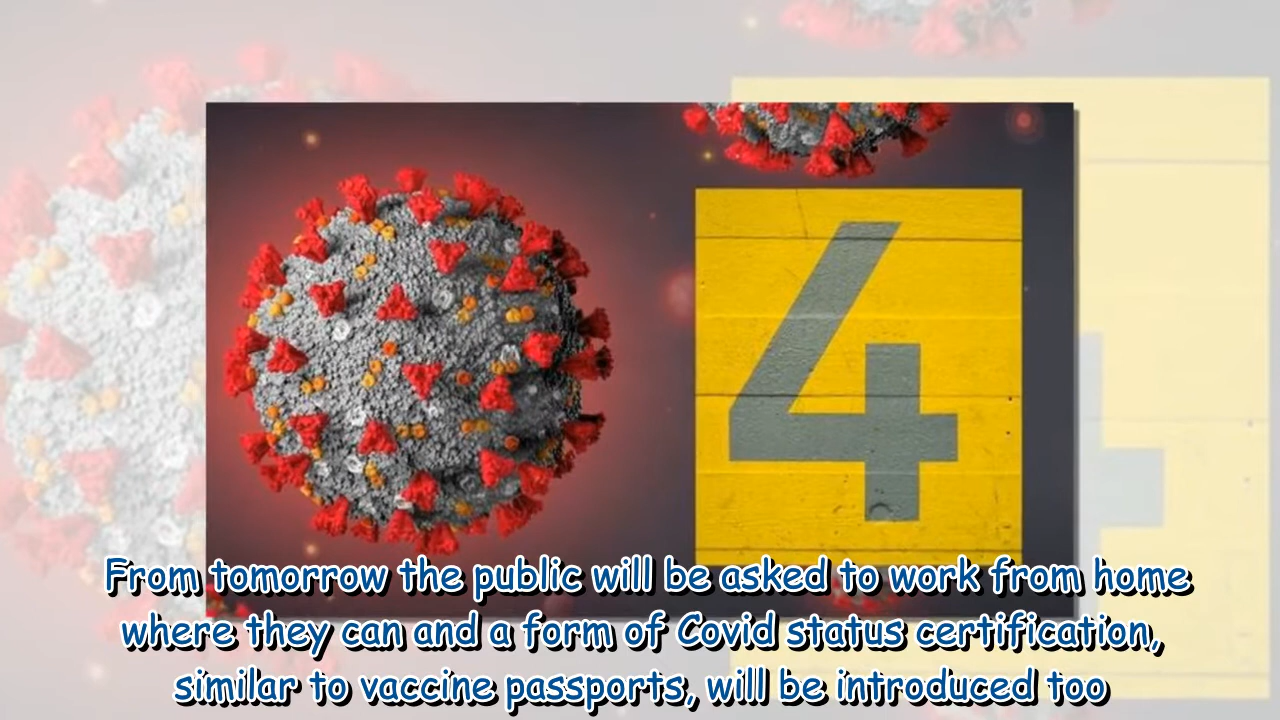 4
From tomorrow the public will be asked to work from home
where they can and a form of Covid status certification,
similar to vaccine passports, will be introduced too